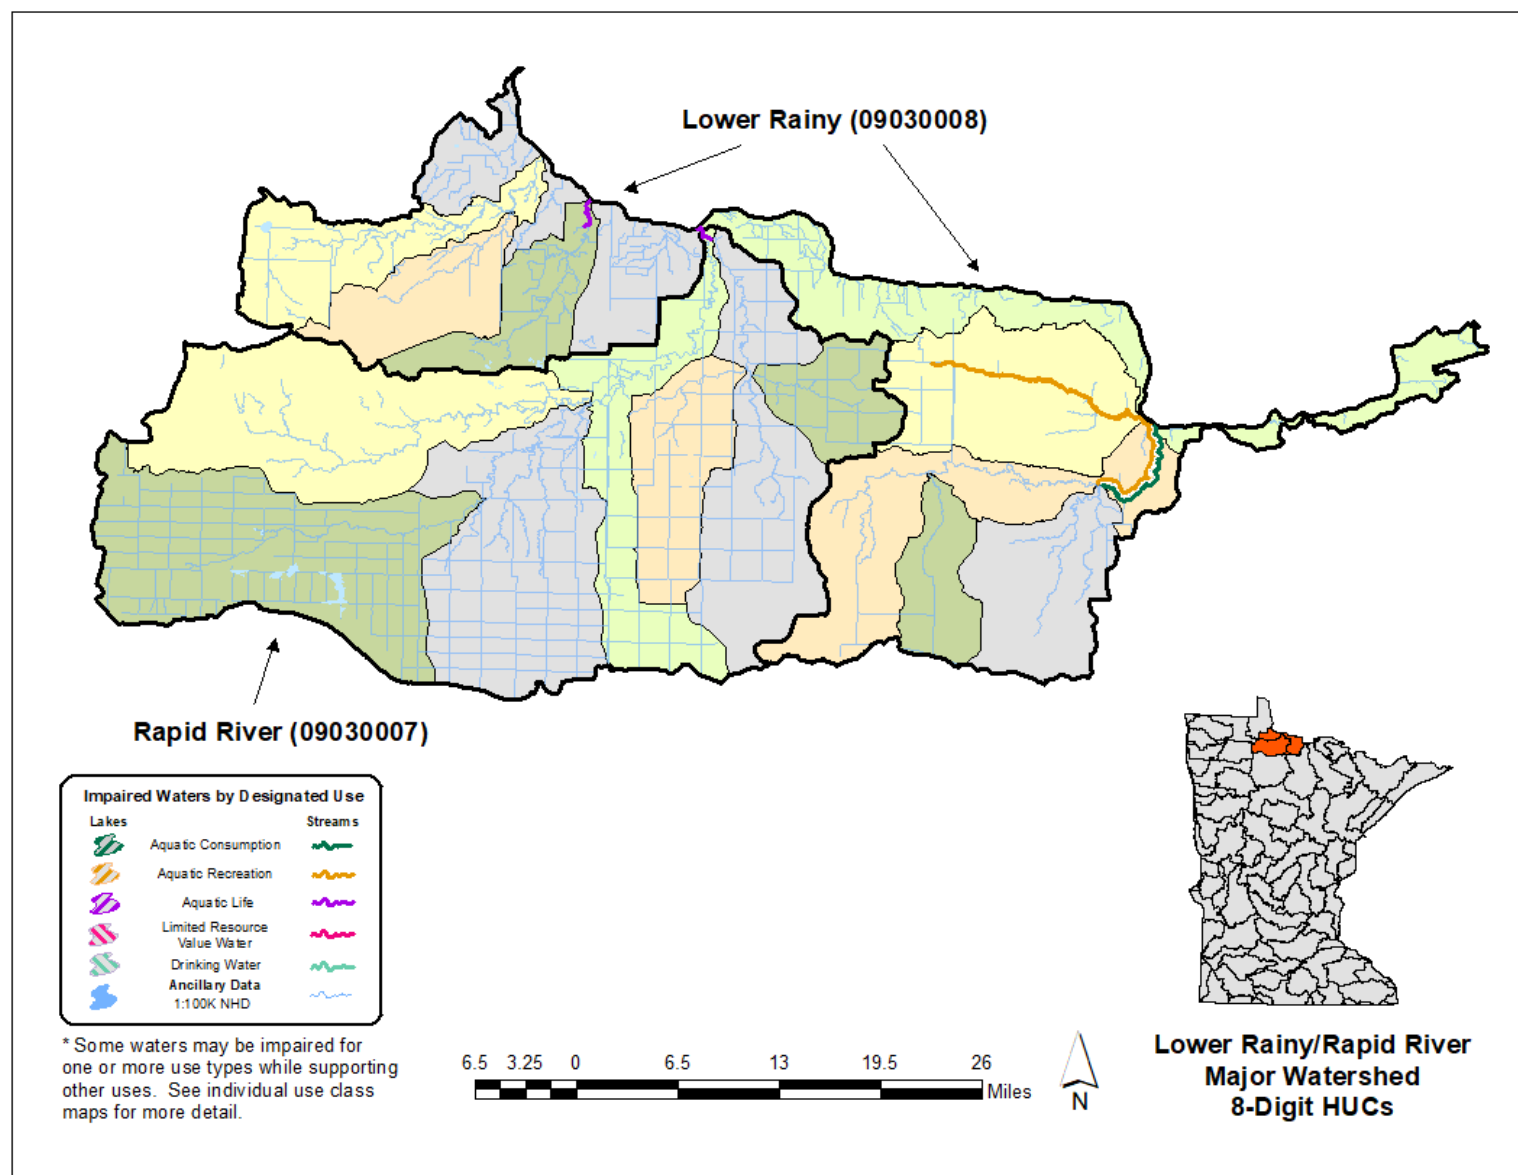 Lower Rainy (09030008)
Rapid River (09030007)
Impaired Waters by Designated Use
Lakes
Streams
Aquatic Consumption
Aquatic Recreation
Aquatic Life
Limited Resource
Value Water
Drinking Water
Ancillary Data
1:100K NHD
* Some waters may be impaired for
one or more use types while supporting
other uses. See individual use class
maps for more detail.
6.5 3.25 0 6.5 13 19.5 26
Miles
N
Lower Rainy/Rapid River
Major Watershed
8-Digit HUCs